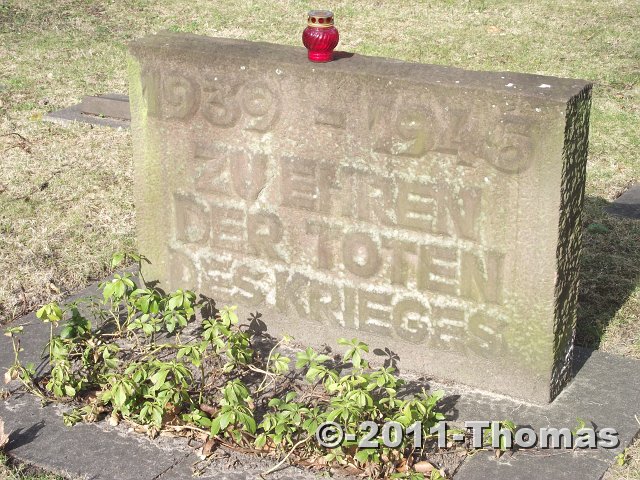 1939 - 1945
ZU EHREN
DER TOTEN
DES KRIEGES
©-2011-Thomas